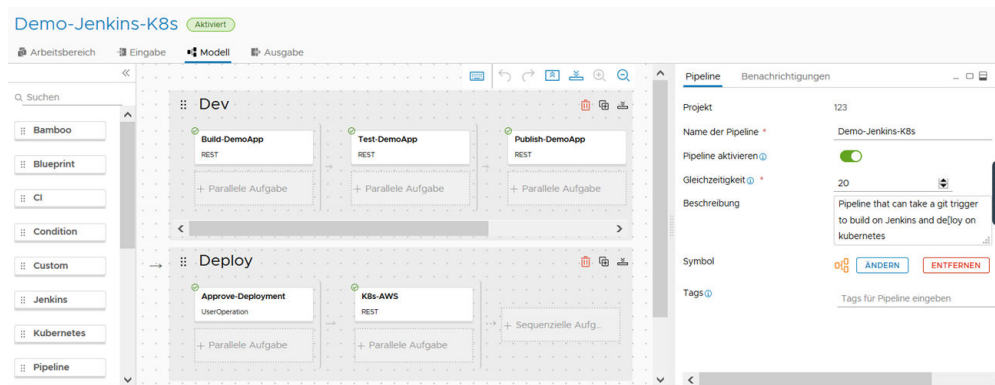 Demo-Jenkins-K8s Aktiviert
Arbeitsbereich Eingabe Modell Ausgabe
Suchen
Bamboo
Blueprint
CI
Condition
Custom
Jenkins
Kubernetes
Pipeline
Dev
Build-DemoApp
REST
+ Parallele Aufgabe
Test-DemoApp
REST
+ Parallele Aufgabe
Publish-DemoApp
REST
+ Parallele Aufgabe
Deploy
Approve-Deployment
UserOperation
+ Parallele Aufgabe
K8s-AWS
REST
+ Parallele Aufgabe
+ Sequenzielle Aufg...
Pipeline Benachrichtigungen
Projekt 123
Name der Pipeline * Demo-Jenkins-K8s
Pipeline aktivieren
Gleichzeitigkeit * 20
Beschreibung Pipeline that can take a git trigger
to build on Jenkins and de[loy on
kubernetes
Symbol ÄNDERN ENTFERNEN
Tags Tags für Pipeline eingeben